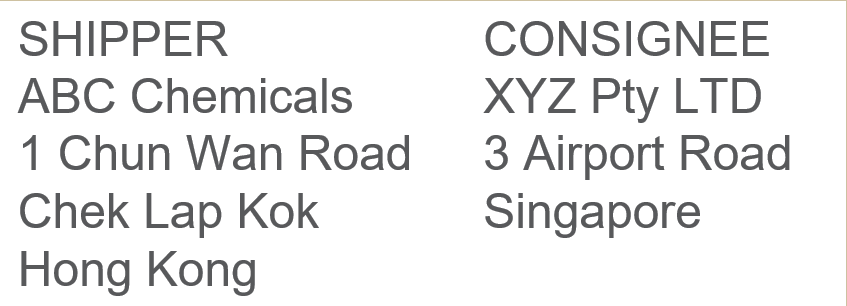 SHIPPER
ABC Chemicals
1 Chun Wan Road
Chek Lap Kok
Hong Kong
CONSIGNEE
XYZ Pty LTD
3 Airport Road
Singapore